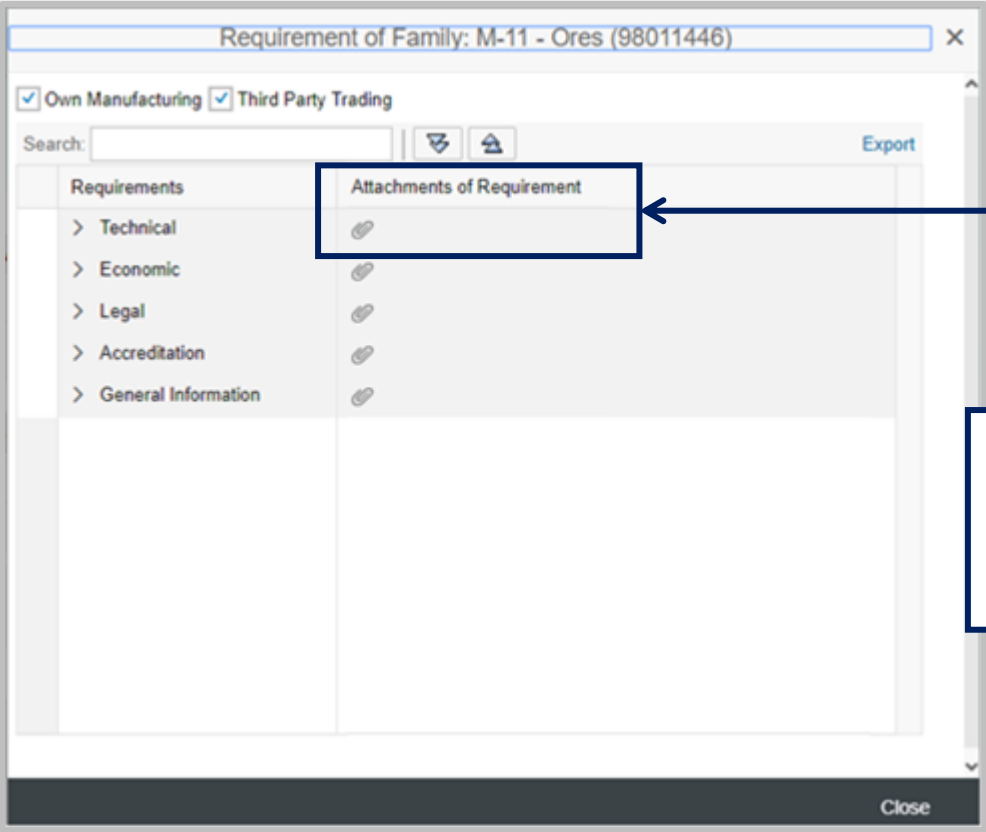 Requirement of Family: M-11 - Ores (98011446)
Own Manufacturing Third Party Trading
Search: Export
Requirements Attachments of Requirement
Technical
Economic
Legal
Accreditation
General Information
Close